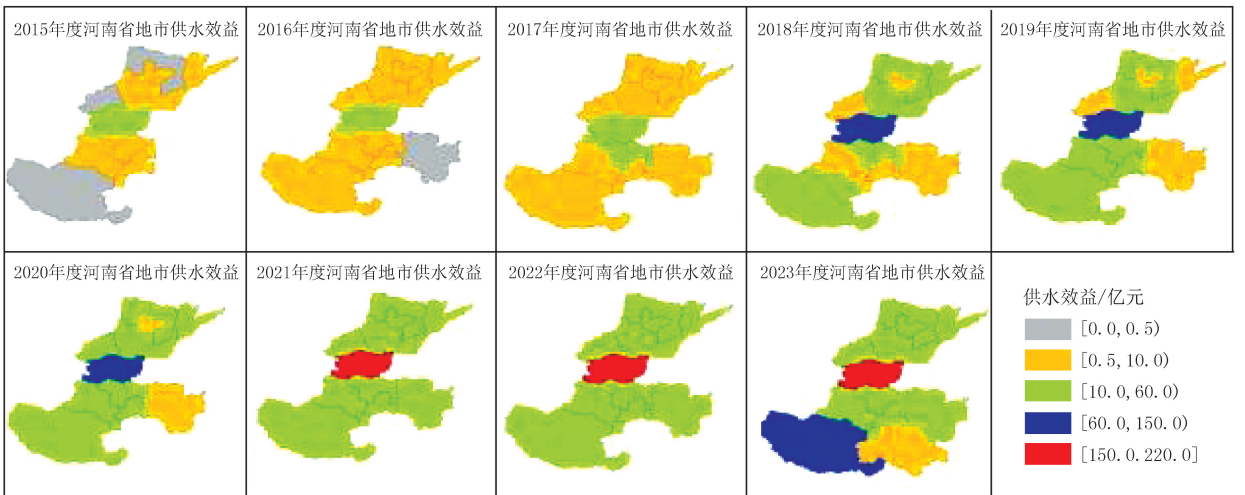 2015年度河南省地市供水效益
2016年度河南省地市供水效益
2017年度河南省地市供水效益
2018年度河南省地市供水效益
2019年度河南省地市供水效益
2020年度河南省地市供水效益
2021年度河南省地市供水效益
2022年度河南省地市供水效益
2023年度河南省地市供水效益
供水效益/亿元
[0.0,0.5)
[0.5,10.0)
[10.0,60.0)
[60.0,150.0)
[150.0.220.0]